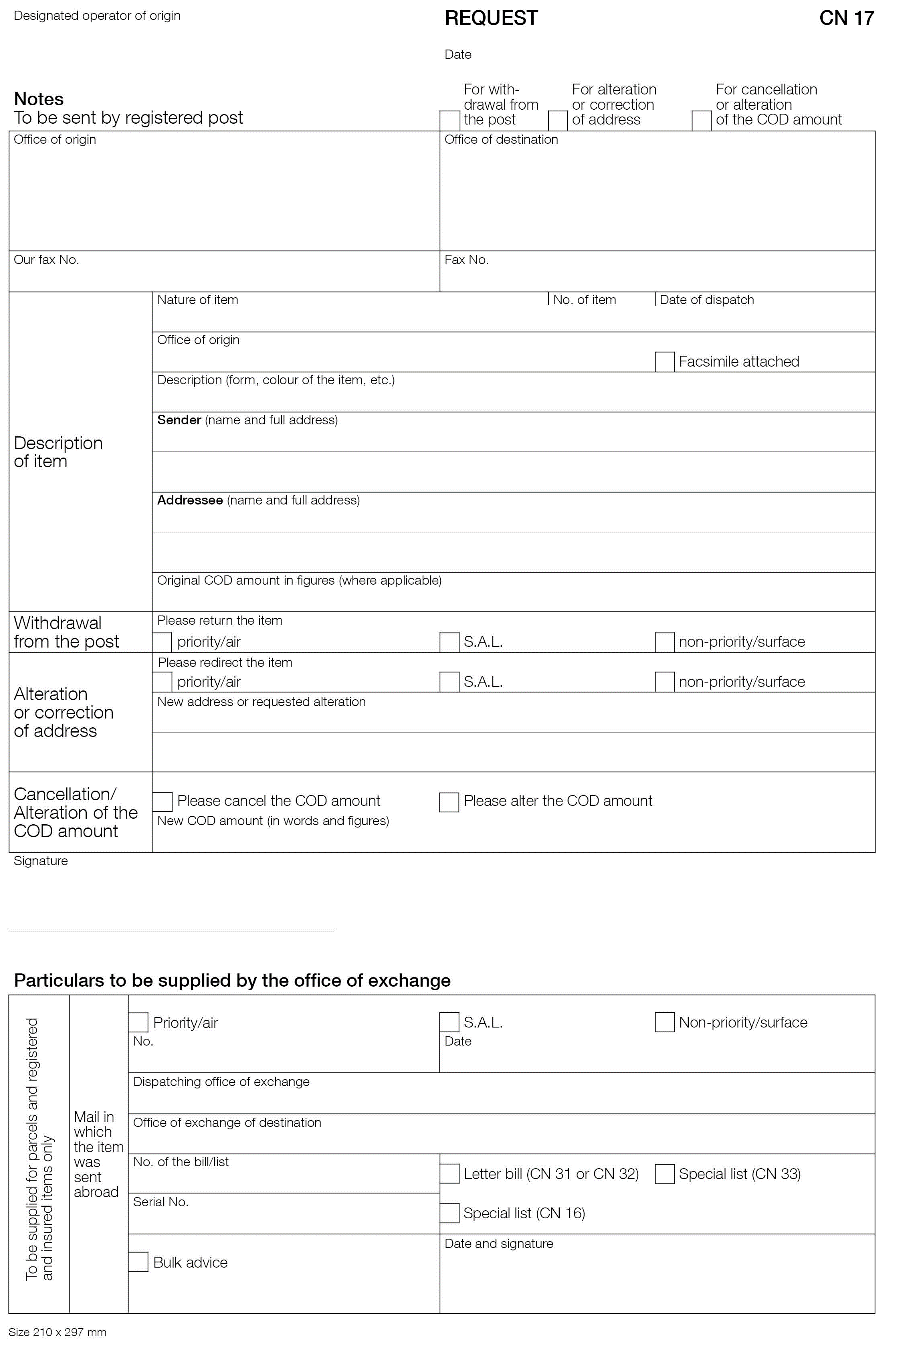 Designated operator of origin
REQUEST
CN 17
Date
Notes
To be sent by registered post
For with-
drawal from
the post
For alteration
or correction
of address
For cancellation
or alteration
of the COD amount
Office of origin
Office of destination
Our fax No.
Fax No.
Description
of item
Nature of item
No. of item
Date of dispatch
Office of origin
Facsimile attached
Description (form, colour of the item, etc.)
Sender (name and full address)
Addressee (name and full address)
Original COD amount in figures (where applicable)
Withdrawal
from the post
Please return the item
priority/air
S.A.L.
non-priority/surface
Alteration
or correction
of address
Please redirect the item
priority/air
S.A.L.
non-priority/surface
New address or requested alteration
Cancellation/
Alteration of the
COD amount
Please cancel the COD amount
Please alter the COD amount
New COD amount (in words and figures)
Signature
Particulars to be supplied by the office of exchange
To be supplied for parcels and registered
and insured items only
Mail in
which
the item
was
sent
abroad
Priority/air
S.A.L.
Non-priority/surface
No.
Date
Dispatching office of exchange
Office of exchange of destination
No. of the bill/list
Letter bill (CN 31 or CN 32)
Special list (CN 33)
Serial No.
Special list (CN 16)
Bulk advice
Date and signature
Size 210 x 297 mm